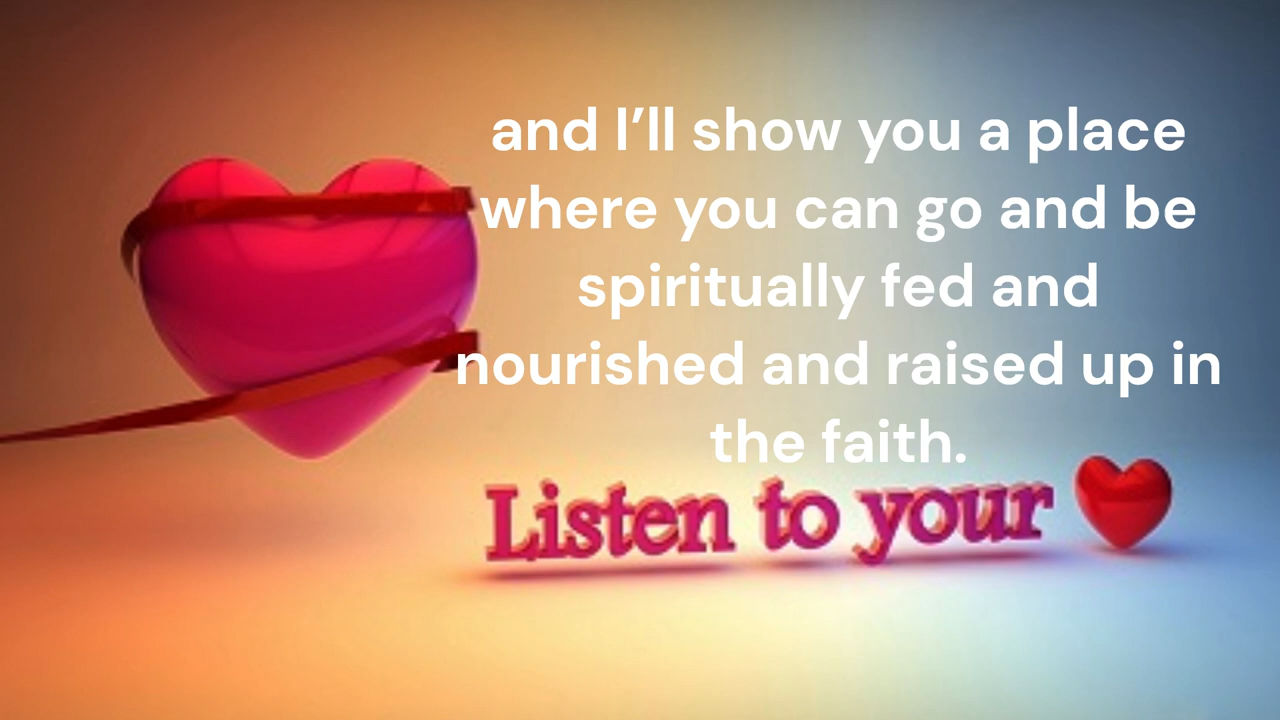 and I’ll show you a place
where you can go and be
spiritually fed and
nourished and raised up in
the faith.
Listen to your